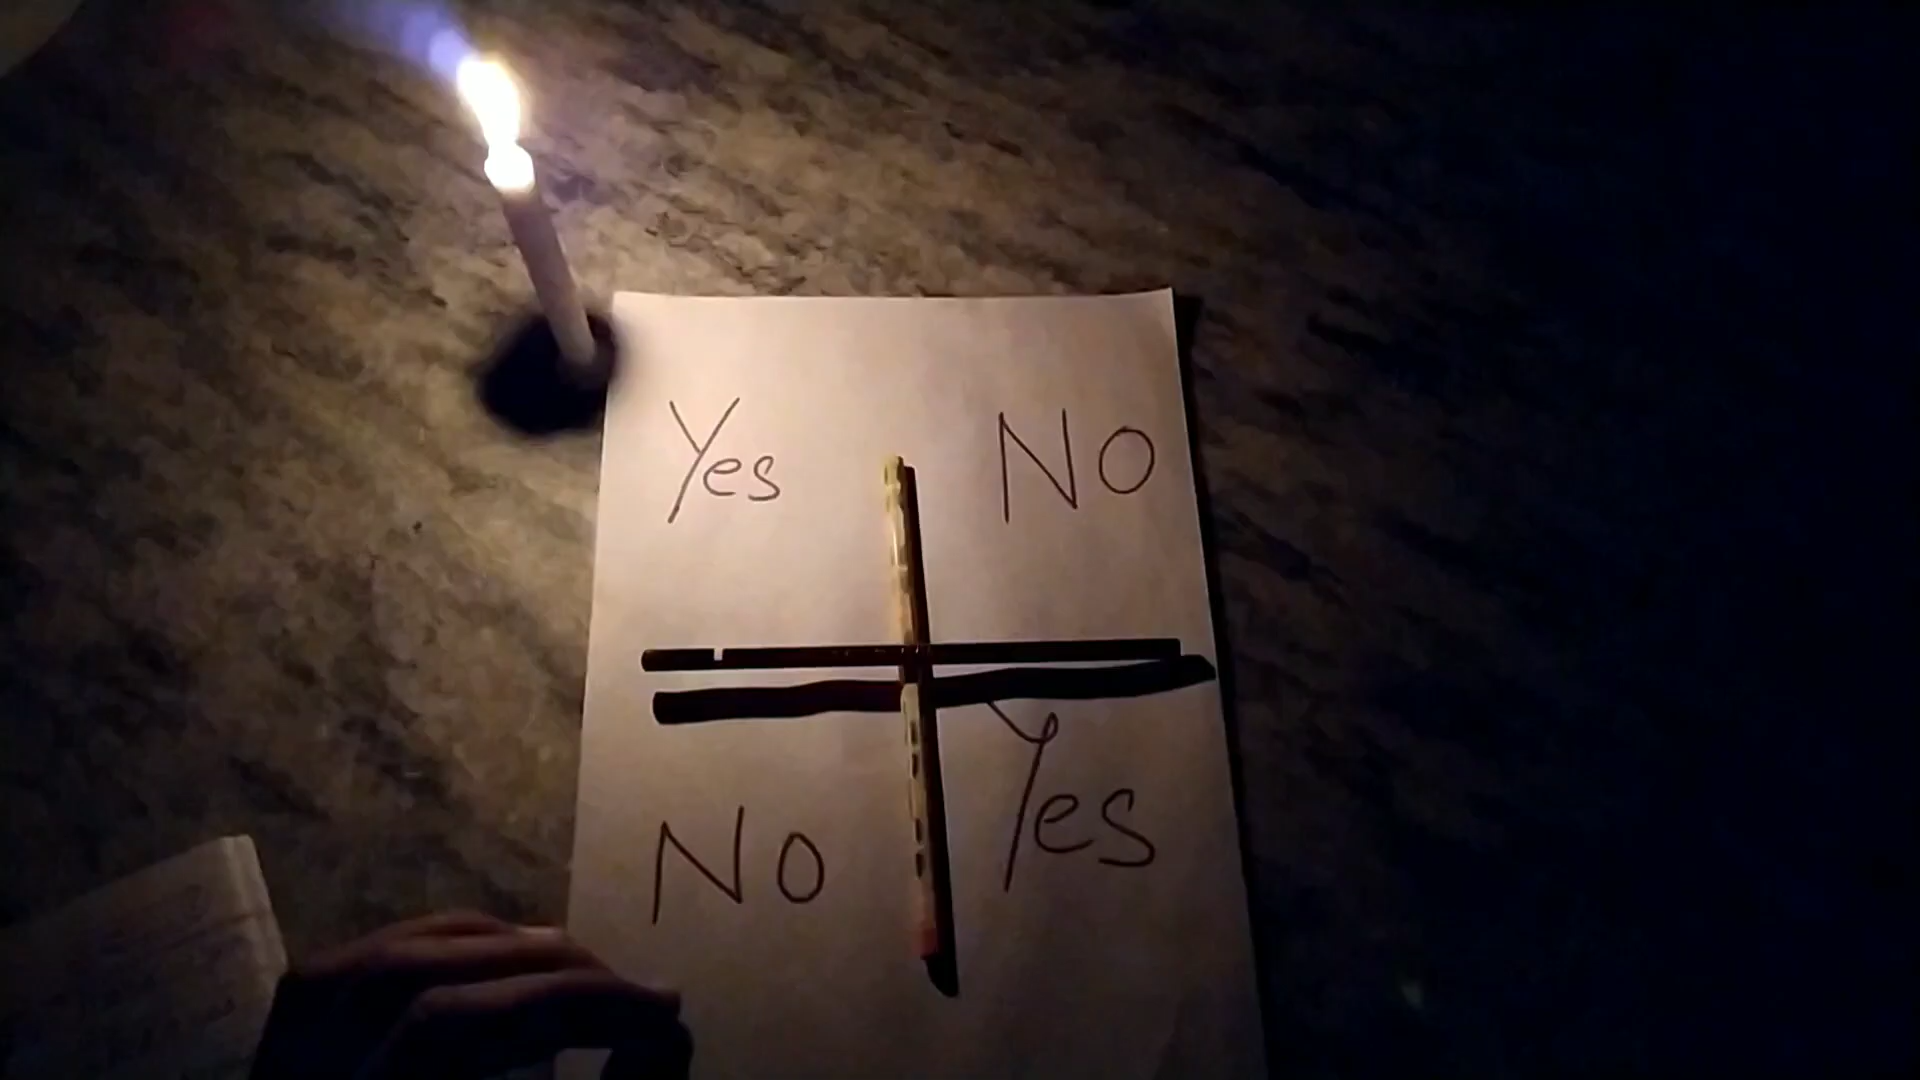 Yes NO
No Yes